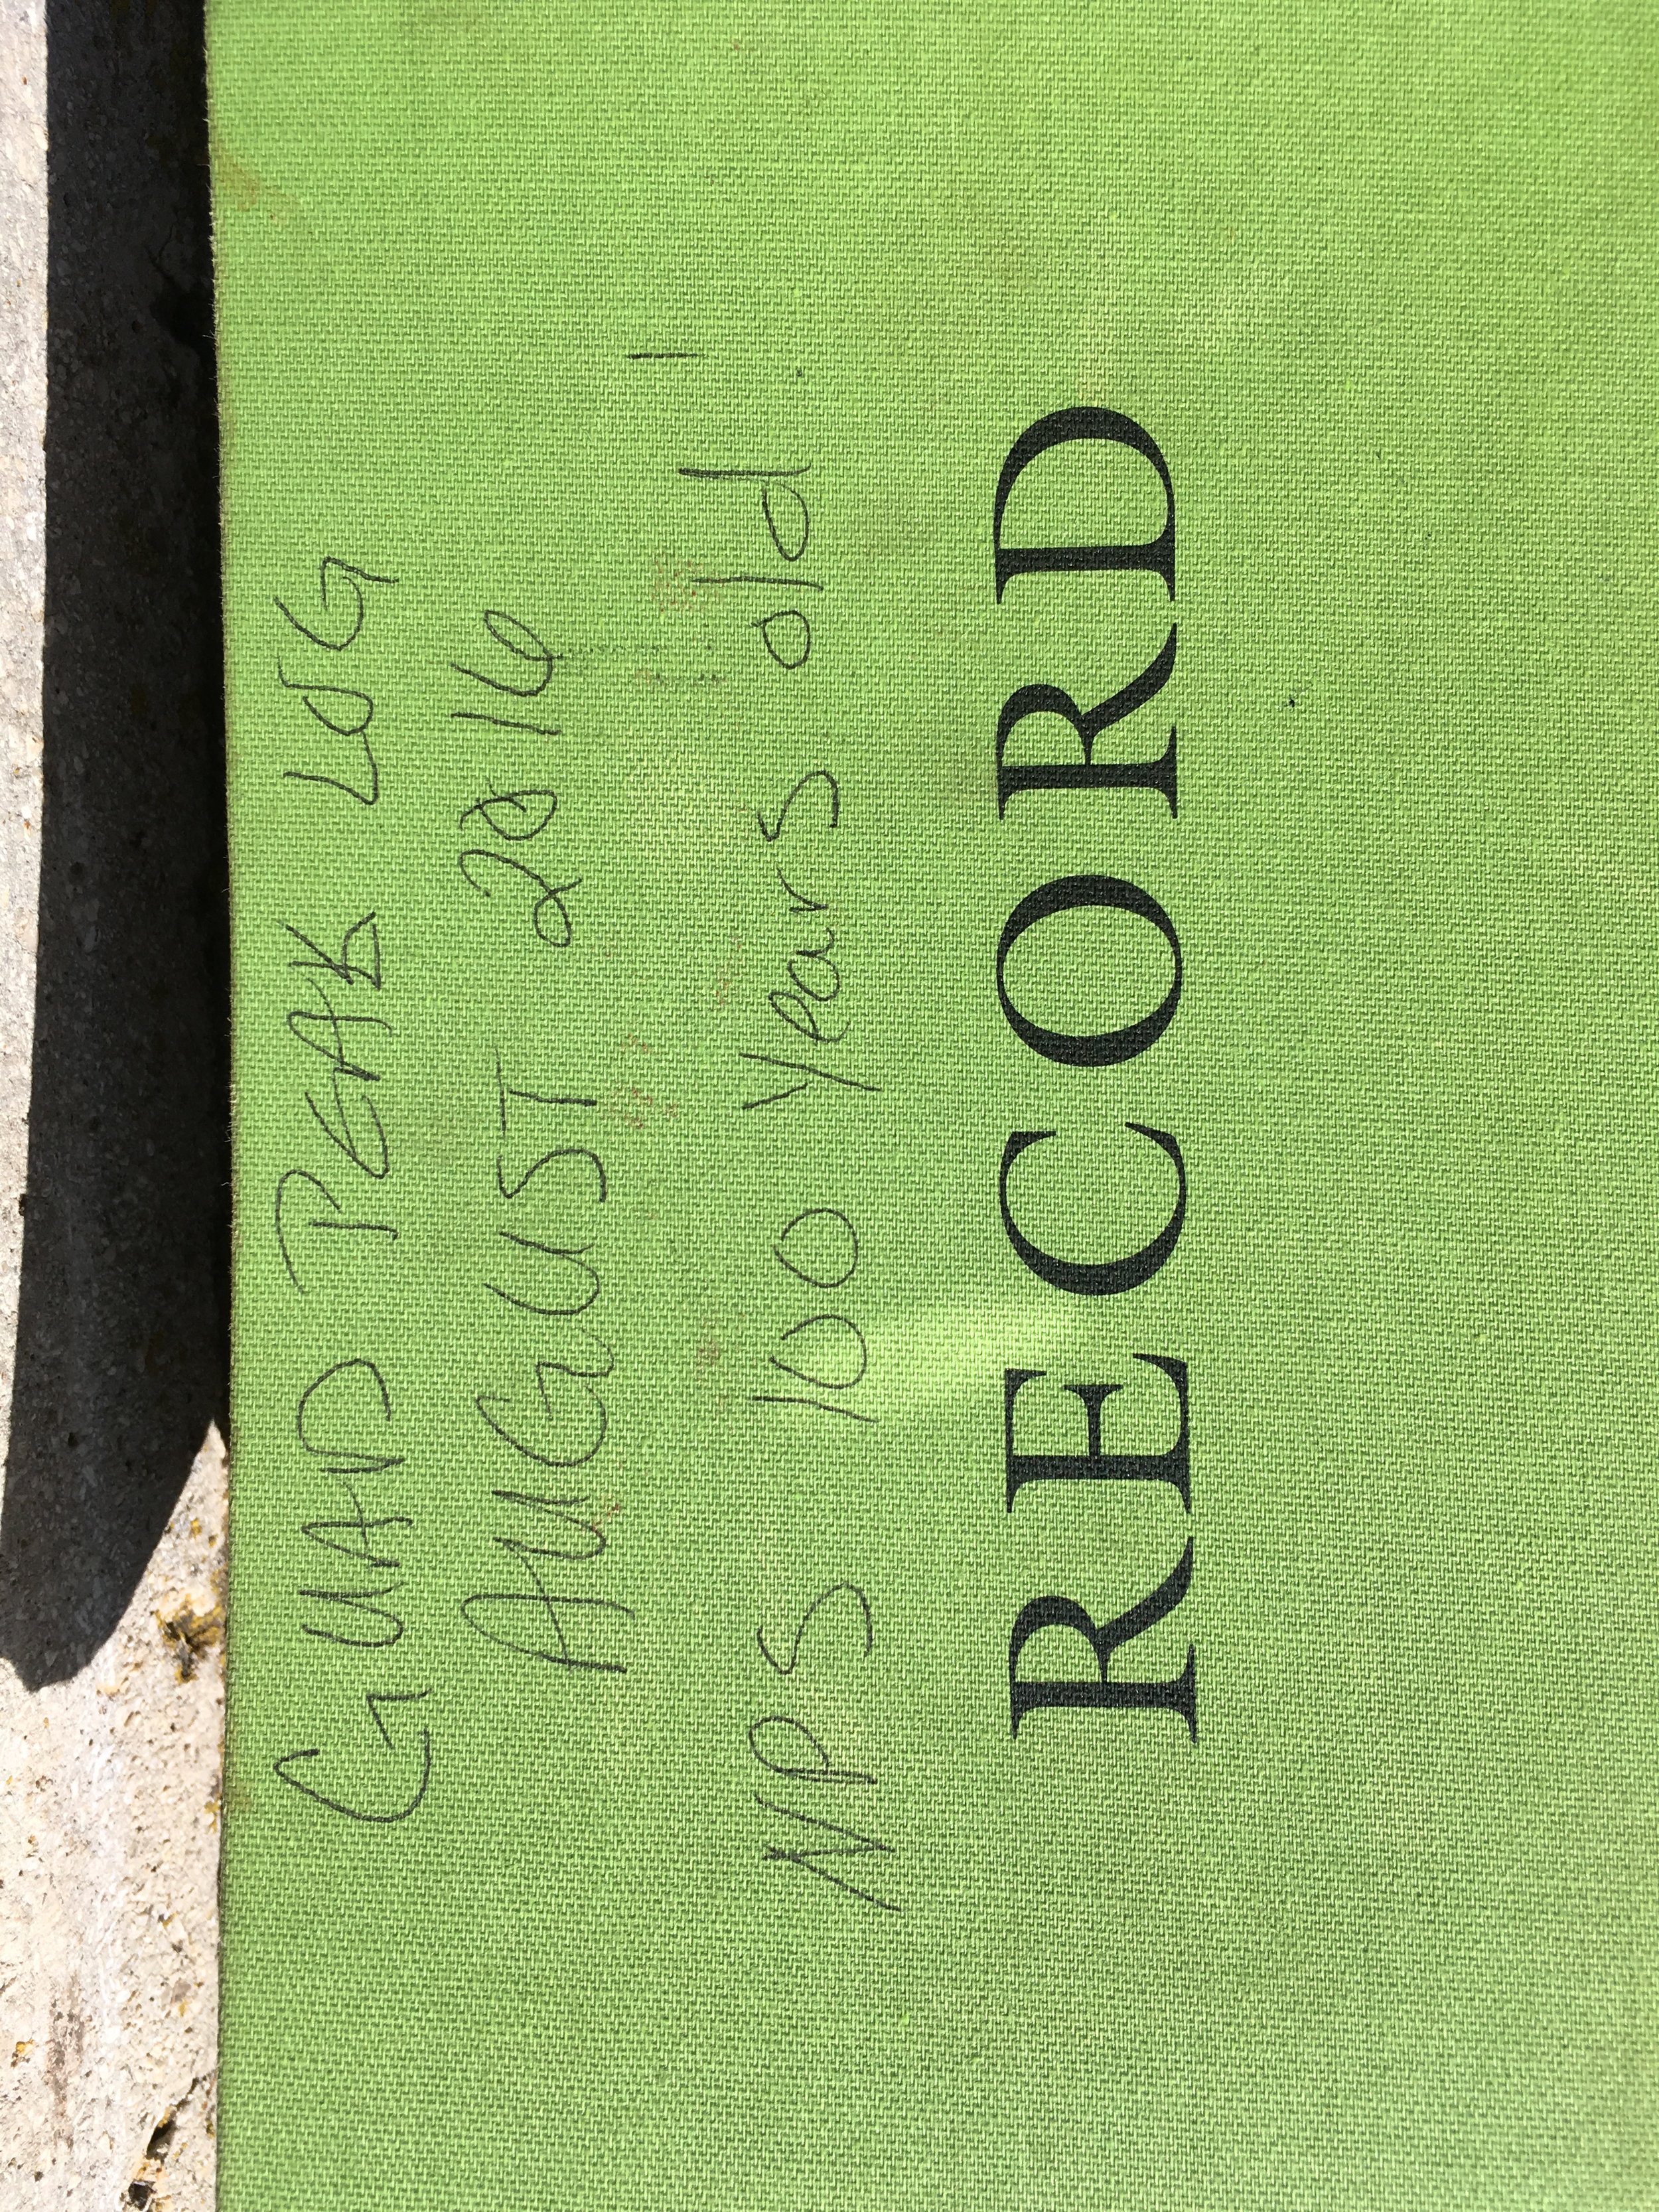 GUAD PEAK LOG
AUGUST 2016
NPS 100 years old!
RECORD